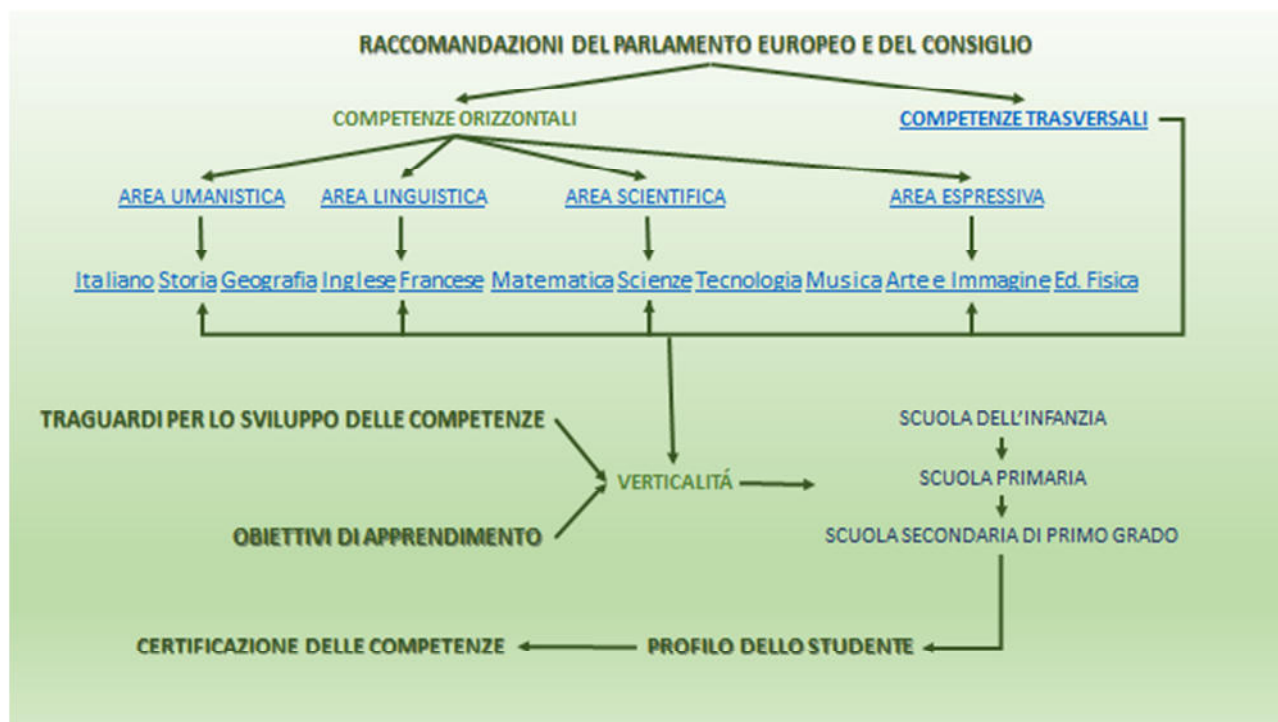 RACCOMANDAZIONI DEL PARLAMENTO EUROPEO E DEL CONSIGLIO
COMPETENZE ORIZZONTALI
COMPETENZE TRASVERSALI
AREA UMANISTICA
AREA LINGUISTICA
AREA SCIENTIFICA
AREA ESPRESSIVA
Italiano Storia Geografia Inglese Francese Matematica Scienze Tecnologia Musica Arte e Immagine Ed. Fisica
TRAGUARDI PER LO SVILUPPO DELLE COMPETENZE
SCUOLA DELL'INFANZIA
VERTICALITÁ
SCUOLA PRIMARIA
OBIETTIVI DI APPRENDIMENTO
SCUOLA SECONDARIA DI PRIMO GRADO
CERTIFICAZIONE DELLE COMPETENZE
PROFILO DELLO STUDENTE